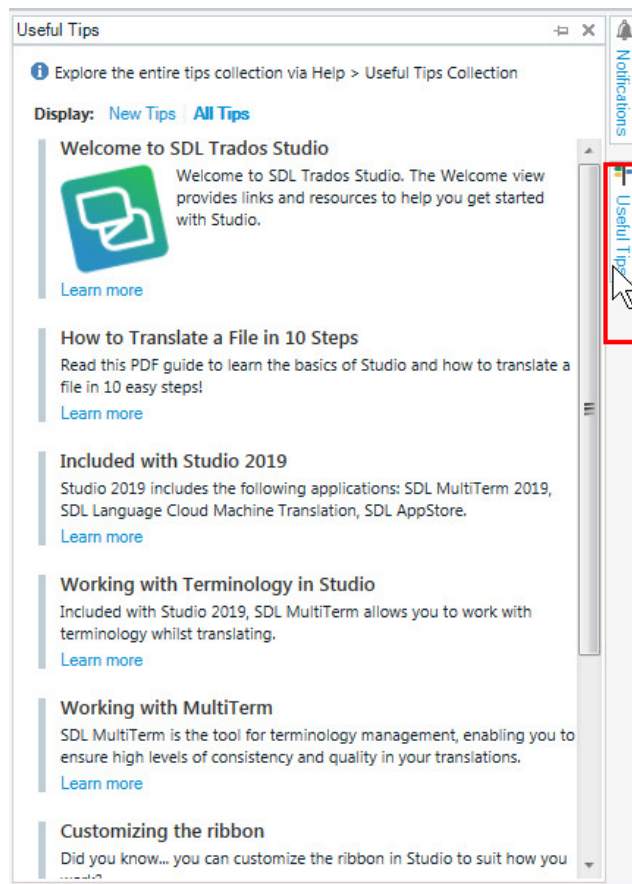 Useful Tips
Explore the entire tips collection via Help > Useful Tips Collection
Display: New Tips All Tips
Welcome to SDL Trados Studio
Welcome to SDL Trados Studio. The Welcome view
provides links and resources to help you get started
with Studio.
Learn more
How to Translate a File in 10 Steps
Read this PDF guide to learn the basics of Studio and how to translate a
file in 10 easy steps!
Learn more
Included with Studio 2019
Studio 2019 includes the following applications: SDL MultiTerm 2019,
SDL Language Cloud Machine Translation, SDL AppStore.
Learn more
Working with Terminology in Studio
Included with Studio 2019, SDL MultiTerm allows you to work with
terminology whilst translating.
Learn more
Working with MultiTerm
SDL MultiTerm is the tool for terminology management, enabling you to
ensure high levels of consistency and quality in your translations.
Learn more
Customizing the ribbon
Did you know... you can customize the ribbon in Studio to suit how you
Notifications
Useful Tips